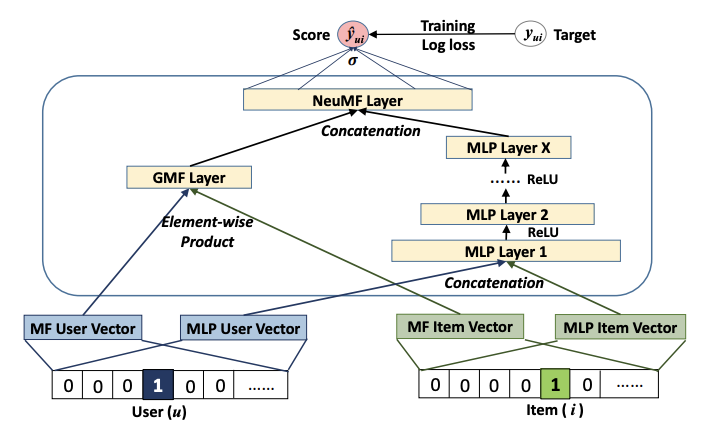 Score ŷui Training yui Target
Log loss
σ
NeuMF Layer
Concatenation
MLP Layer X
GMF Layer
...... ReLU
Element-wise
Product
MLP Layer 2
ReLU
MLP Layer 1
Concatenation
MF User Vector MLP User Vector MF Item Vector MLP Item Vector
0 0 0 1 0 0 ...... 0 0 0 0 1 0 ......
User (u) Item ( i )